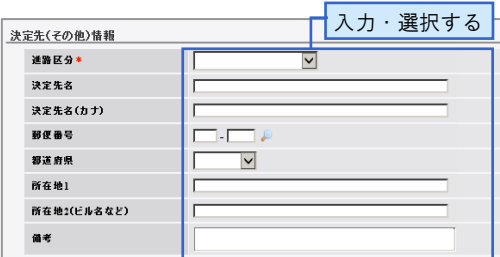 入力・選択する
決定先(その他)情報
進路区分*
決定先名
決定先名(カナ)
郵便番号
-
都道府県
所在地1
所在地2(ビル名など)
備考